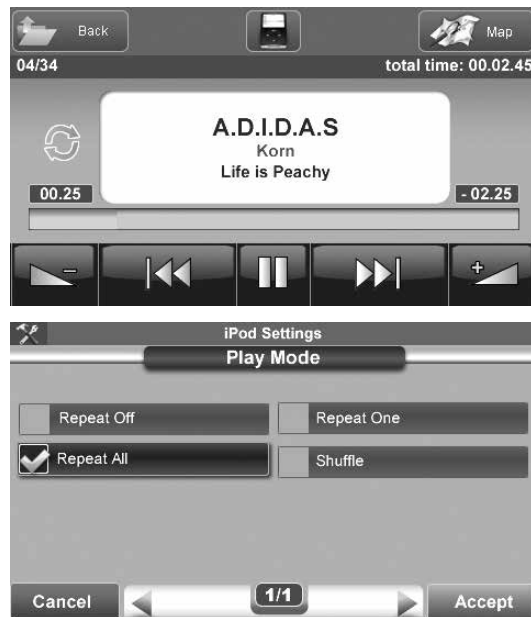 Back
Map
04/34 total time: 00.02.45
A.D.I.D.A.S
Korn
Life is Peachy
00.25 - 02.25
iPod Settings
Play Mode
Repeat Off Repeat One
Repeat All Shuffle
Cancel 1/1 Accept